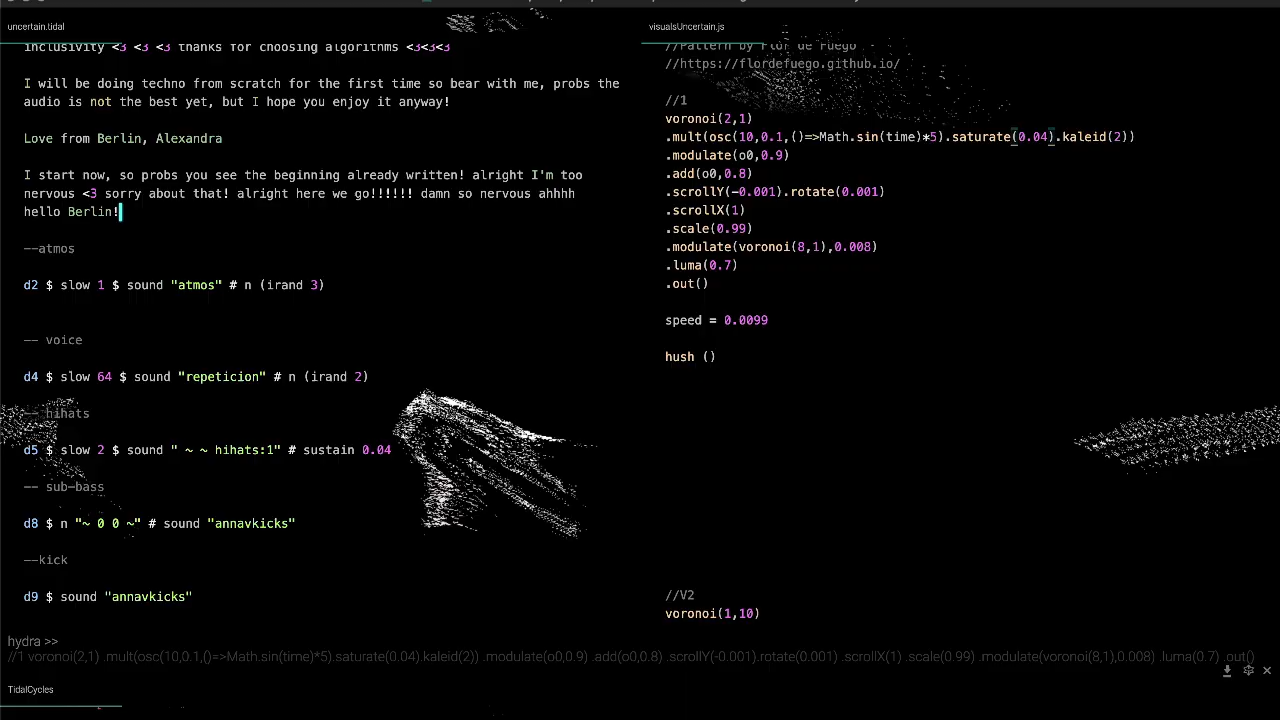 uncertain.tidal
inclusivity <3 <3 <3 thanks for choosing algorithms <3<3<3
I will be doing techno from scratch for the first time so bear with me, probs the
audio is not the best yet, but I hope you enjoy it anyway!
Love from Berlin, Alexandra
I start now, so probs you see the beginning already written! alright I'm too
nervous <3 sorry about that! alright here we go!!!!!! damn so nervous ahhhh
hello Berlin!
--atmos
d2 $ slow 1 $ sound "atmos" # n (irand 3)
-- voice
d4 $ slow 64 $ sound "repeticion" # n (irand 2)
-- hihats
d5 $ slow 2 $ sound " ~ ~ hihats:1" # sustain 0.04
-- sub-bass
d8 $ n "~ 0 0 ~" # sound "annavkicks"
--kick
d9 $ sound "annavkicks"
visualsUncertain.js
//Pattern by Flor de Fuego
//https://flordefuego.github.io/
//1
voronoi(2,1)
.mult(osc(10,0.1,()=>Math.sin(time)*5).saturate(0.04).kaleid(2))
.modulate(o0,0.9)
.add(o0,0.8)
.scrollY(-0.001).rotate(0.001)
.scrollX(1)
.scale(0.99)
.modulate(voronoi(8,1),0.008)
.luma(0.7)
.out()
speed = 0.0099
hush ()
//V2
voronoi(1,10)
hydra >>
//1 voronoi(2,1) .mult(osc(10,0.1,()=>Math.sin(time)*5).saturate(0.04).kaleid(2)) .modulate(o0,0.9) .add(o0,0.8) .scrollY(-0.001).rotate(0.001) .scrollX(1) .scale(0.99) .modulate(voronoi(8,1),0.008) .luma(0.7) .out()
TidalCycles